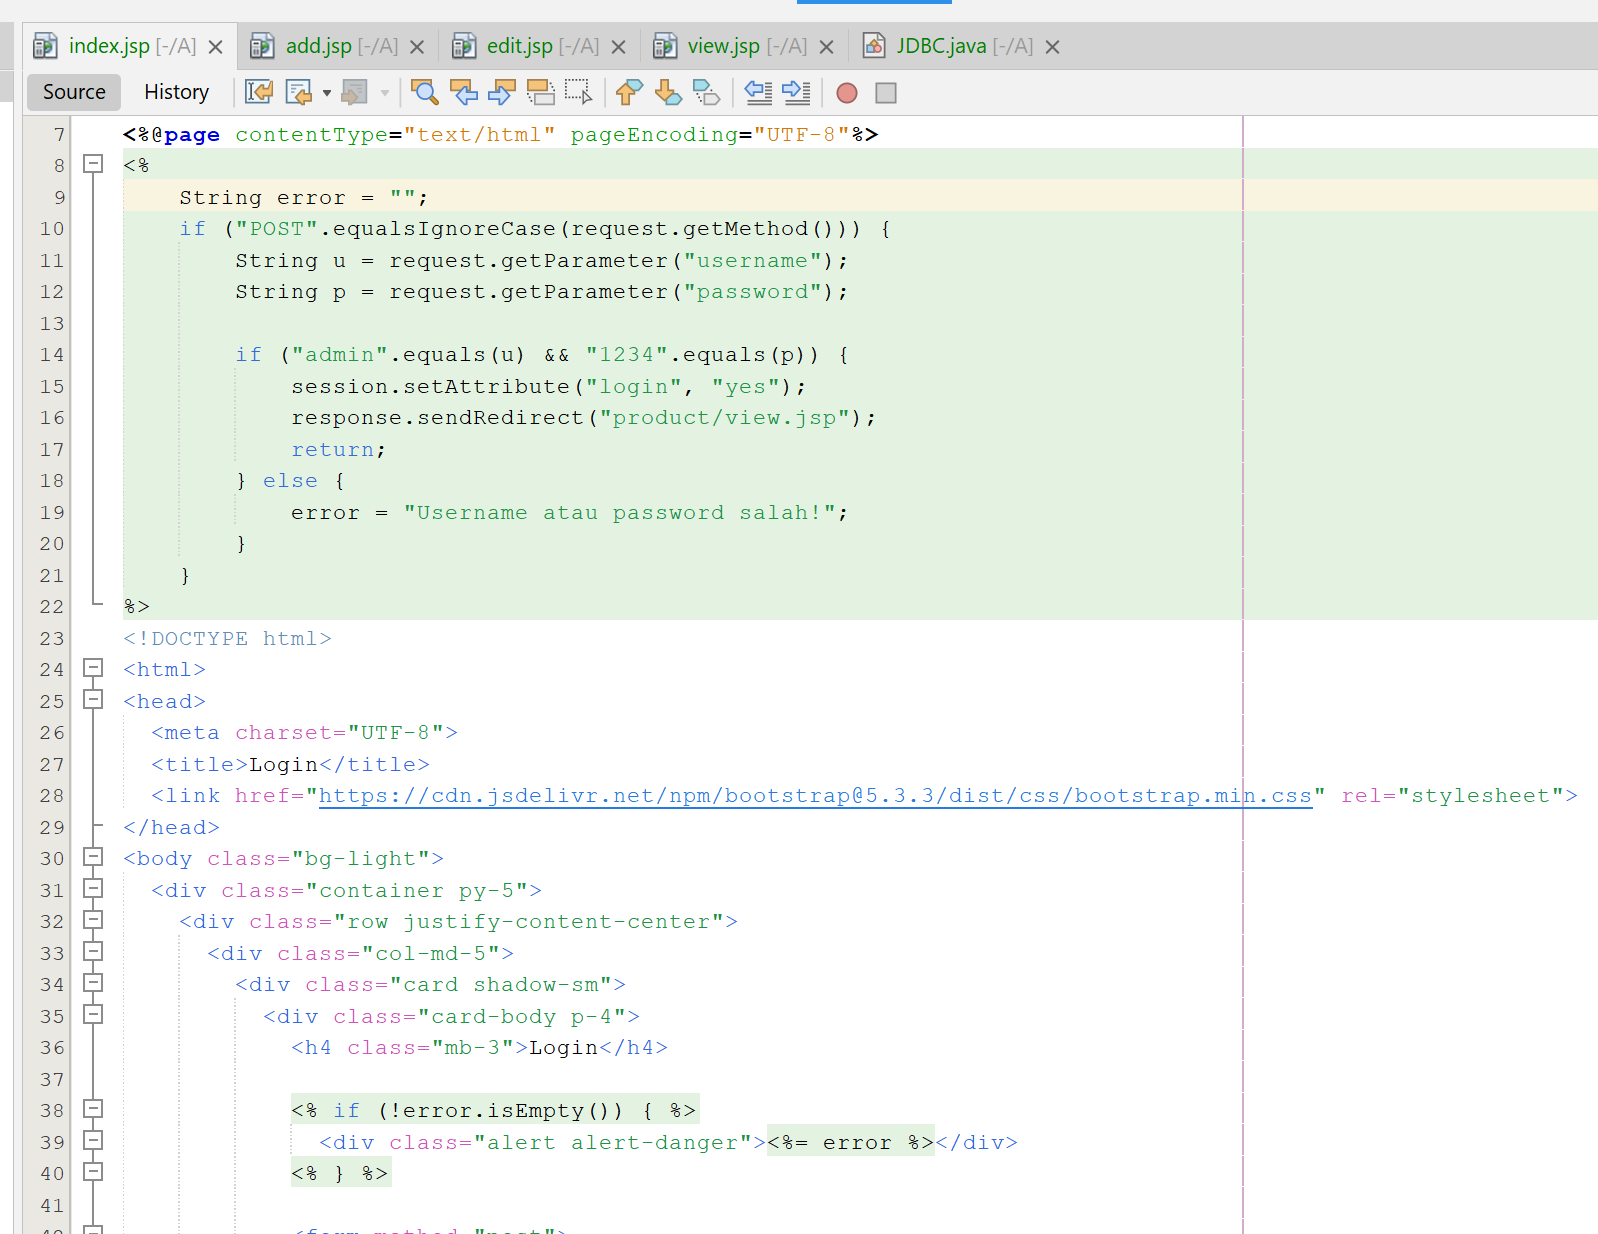 index.jsp [-/A] add.jsp [-/A] edit.jsp [-/A] view.jsp [-/A] JDBC.java [-/A]
Source History
7 <%@page contentType="text/html" pageEncoding="UTF-8"%>
8 <%
9     String error = "";
10     if ("POST".equalsIgnoreCase(request.getMethod())) {
11         String u = request.getParameter("username");
12         String p = request.getParameter("password");
13
14         if ("admin".equals(u) && "1234".equals(p)) {
15             session.setAttribute("login", "yes");
16             response.sendRedirect("product/view.jsp");
17             return;
18         } else {
19             error = "Username atau password salah!";
20         }
21     }
22 %>
23 <!DOCTYPE html>
24 <html>
25 <head>
26   <meta charset="UTF-8">
27   <title>Login</title>
28   <link href="https://cdn.jsdelivr.net/npm/bootstrap@5.3.3/dist/css/bootstrap.min.css" rel="stylesheet">
29 </head>
30 <body class="bg-light">
31   <div class="container py-5">
32     <div class="row justify-content-center">
33       <div class="col-md-5">
34         <div class="card shadow-sm">
35           <div class="card-body p-4">
36             <h4 class="mb-3">Login</h4>
37
38             <% if (!error.isEmpty()) { %>
39               <div class="alert alert-danger"><%= error %></div>
40             <% } %>
41
42             <form method="post">